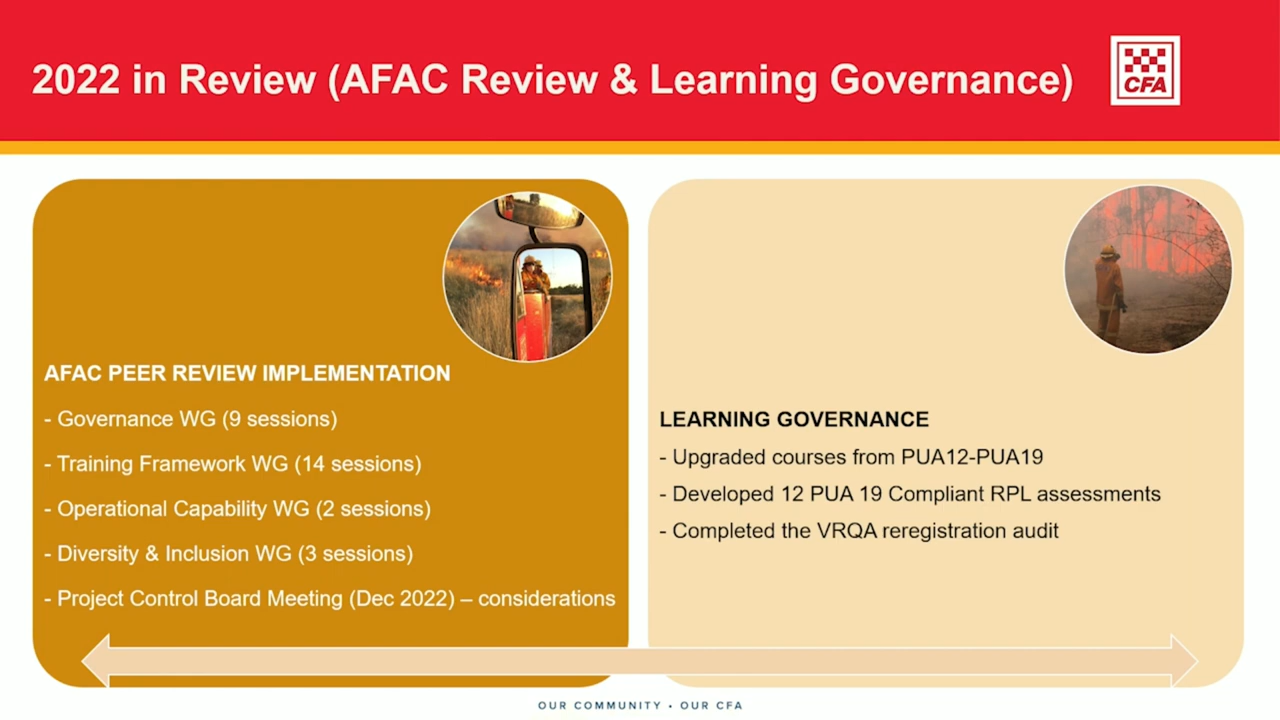 2022 in Review (AFAC Review & Learning Governance)
CFA
AFAC PEER REVIEW IMPLEMENTATION
- Governance WG (9 sessions)
- Training Framework WG (14 sessions)
- Operational Capability WG (2 sessions)
- Diversity & Inclusion WG (3 sessions)
- Project Control Board Meeting (Dec 2022) – considerations
LEARNING GOVERNANCE
- Upgraded courses from PUA12-PUA19
- Developed 12 PUA 19 Compliant RPL assessments
- Completed the VRQA reregistration audit
OUR COMMUNITY • OUR CFA